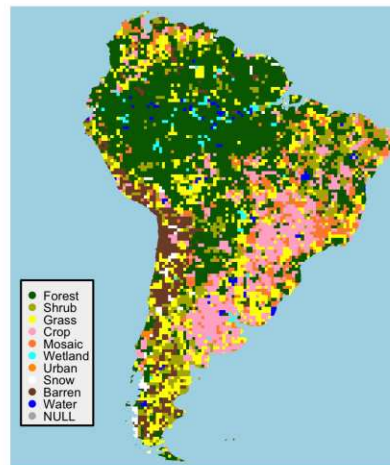 Forest
Shrub
Grass
Crop
Mosaic
Wetland
Urban
Snow
Barren
Water
NULL